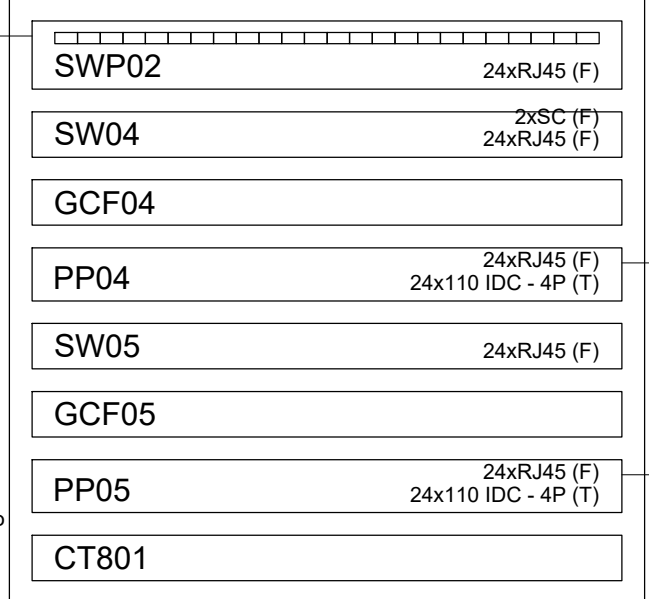 SWP02
24xRJ45 (F)
2xSC (F)
SW04
24xRJ45 (F)
GCF04
24xRJ45 (F)
PP04
24x110 IDC - 4P (T)
SW05
24xRJ45 (F)
GCF05
24xRJ45 (F)
PP05
24x110 IDC - 4P (T)
CT801